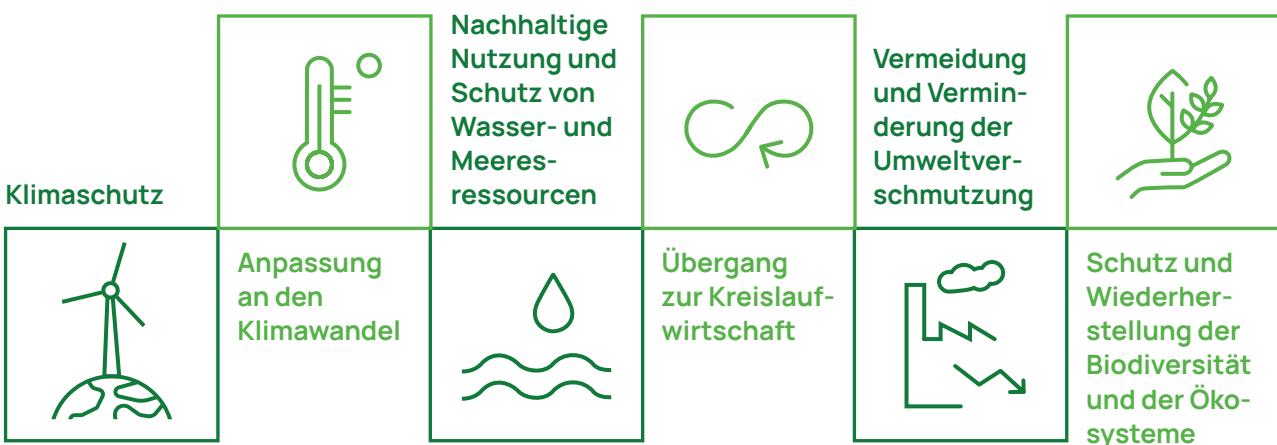 Klimaschutz
Anpassung
an den
Klimawandel
Nachhaltige
Nutzung und
Schutz von
Wasser- und
Meeres-
ressourcen
Übergang
zur Kreislauf-
wirtschaft
Vermeidung
und Vermin-
derung der
Umweltver-
schmutzung
Schutz und
Wiederher-
stellung der
Biodiversität
und der Öko-
systeme